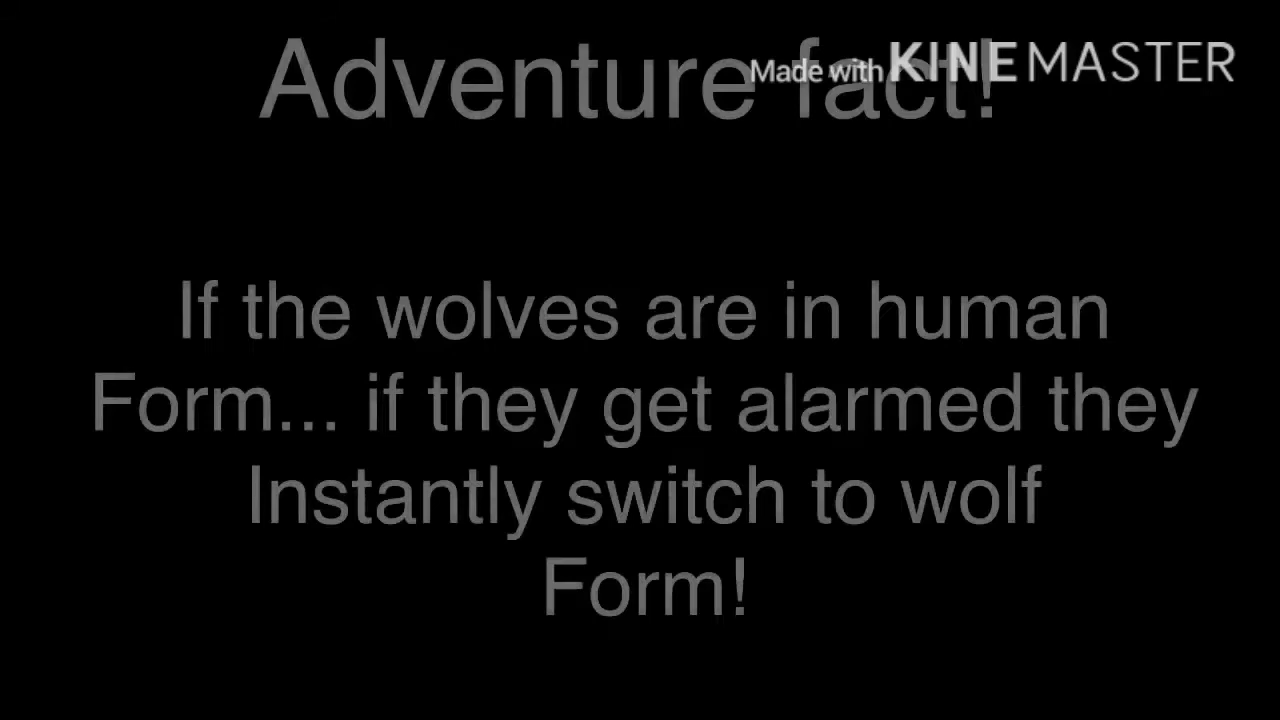 Adventure fact!
Made with KINEMASTER
If the wolves are in human
Form... if they get alarmed they
Instantly switch to wolf
Form!